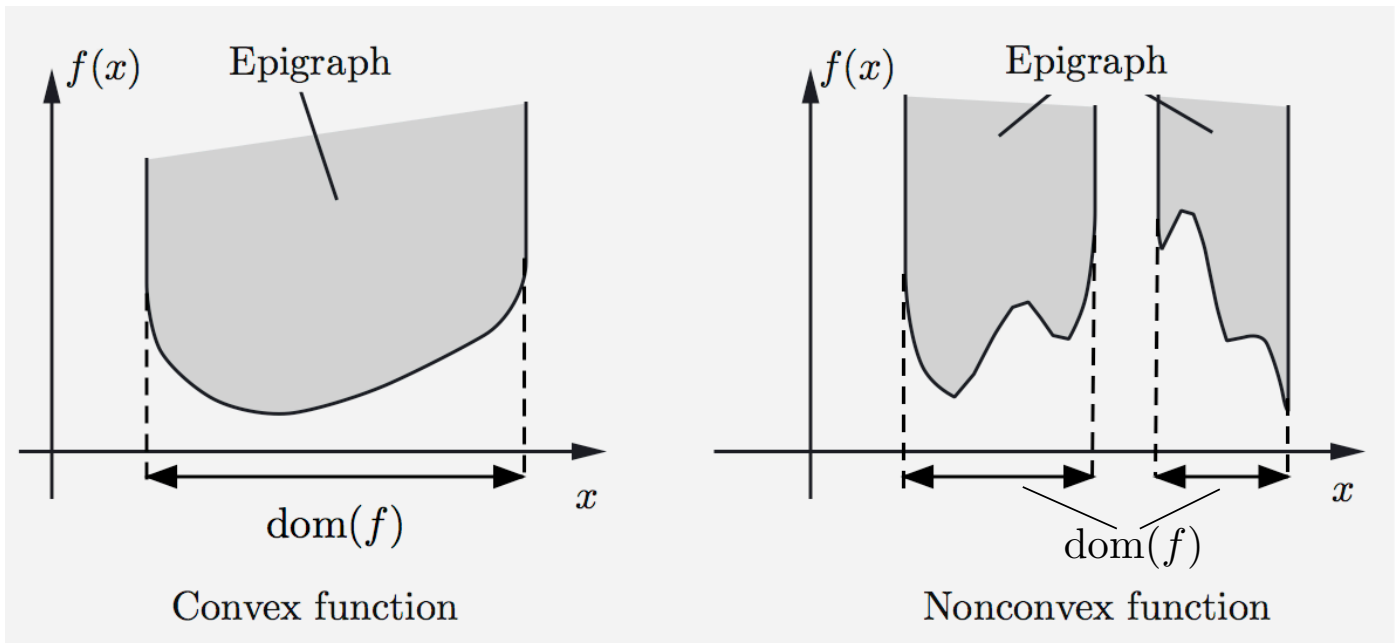 f(x)
Epigraph
x
dom(f)
Convex function
f(x)
Epigraph
x
dom(f)
Nonconvex function